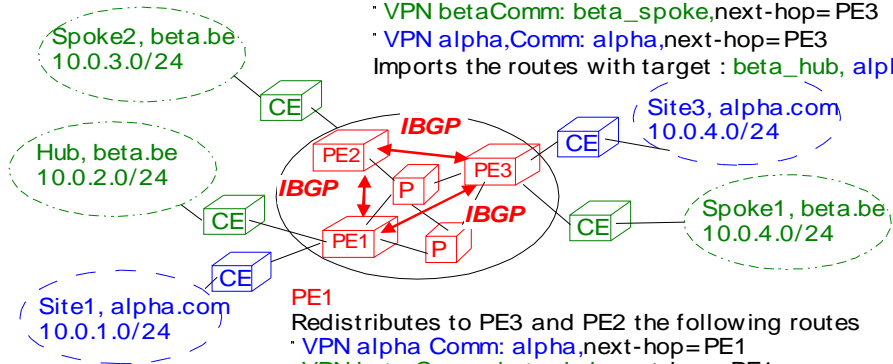 " VPN betaComm: beta_spoke,next-hop=PE3
" VPN alpha,Comm: alpha,next-hop=PE3
Imports the routes with target : beta_hub,
Spoke2, beta.be
10.0.3.0/24
CE
Site3, alpha.com
10.0.4.0/24
CE
IBGP
PE2
PE3
Hub, beta.be
10.0.2.0/24
IBGP
P
IBGP
Spoke1, beta.be
10.0.4.0/24
CE
CE
PE1
P
CE
Site1, alpha.com
10.0.1.0/24
PE1
Redistributes to PE3 and PE2 the following routes
" VPN alpha Comm: alpha,next-hop=PE1